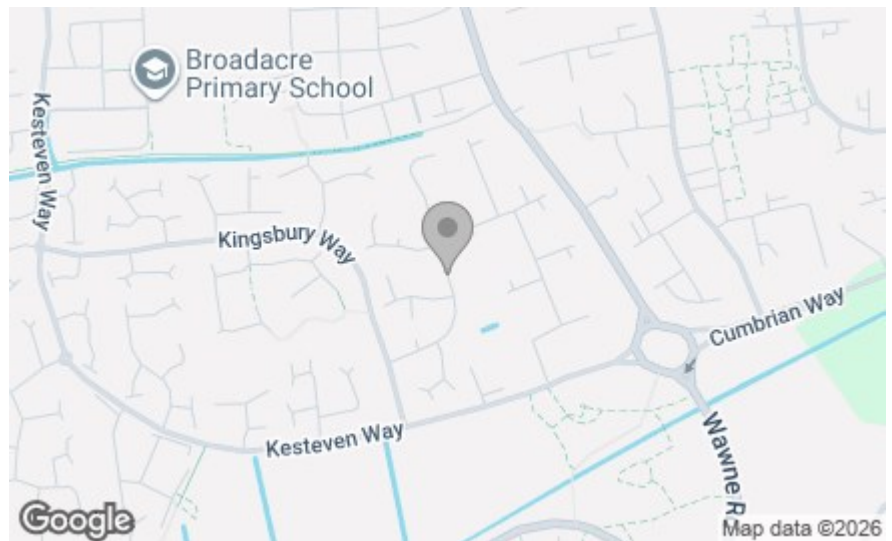 Broadacre
Primary School
Kesteven Way
Kingsbury Way
Cumbrian Way
Kesteven Way
Wawne R
Google
Map data ©2026